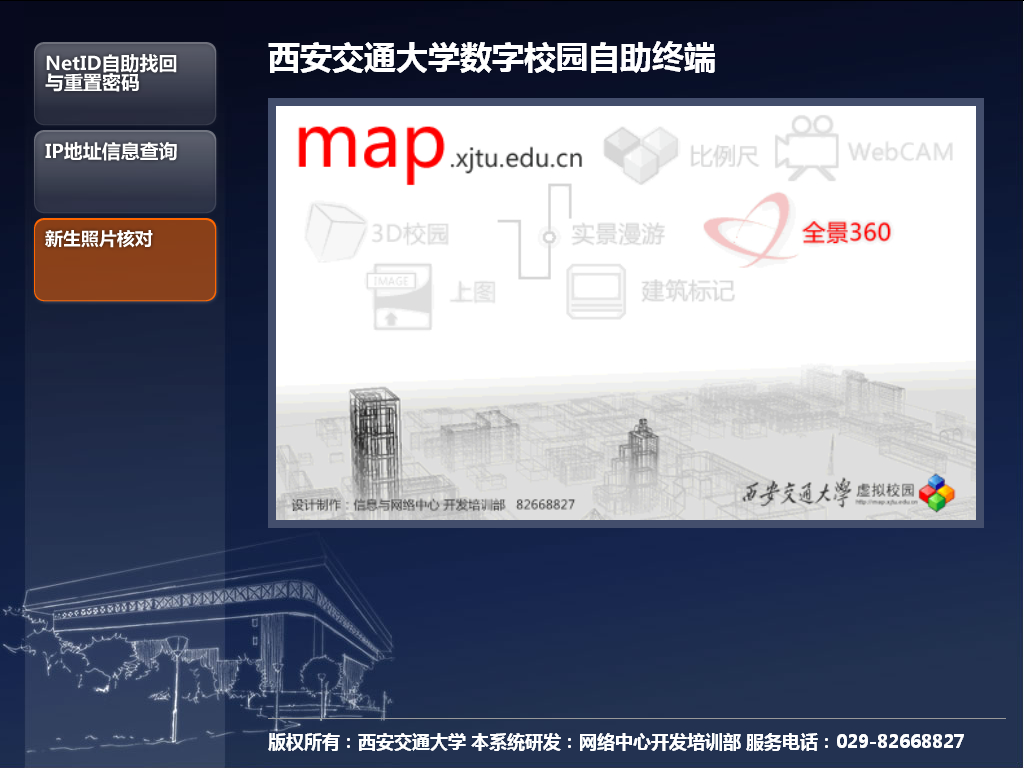 西安交通大学数字校园自助终端
NetID自助找回
与重置密码
IP地址信息查询
新生照片核对
map.xjtu.edu.cn
比例尺
WebCAM
3D校园
实景漫游
全景360
IMAGE
上图
建筑标记
西安交通大学 虚拟校园
http://map.xjtu.edu.cn
设计制作：信息与网络中心 开发培训部 82668827
版权所有：西安交通大学 本系统研发：网络中心开发培训部 服务电话：029-82668827